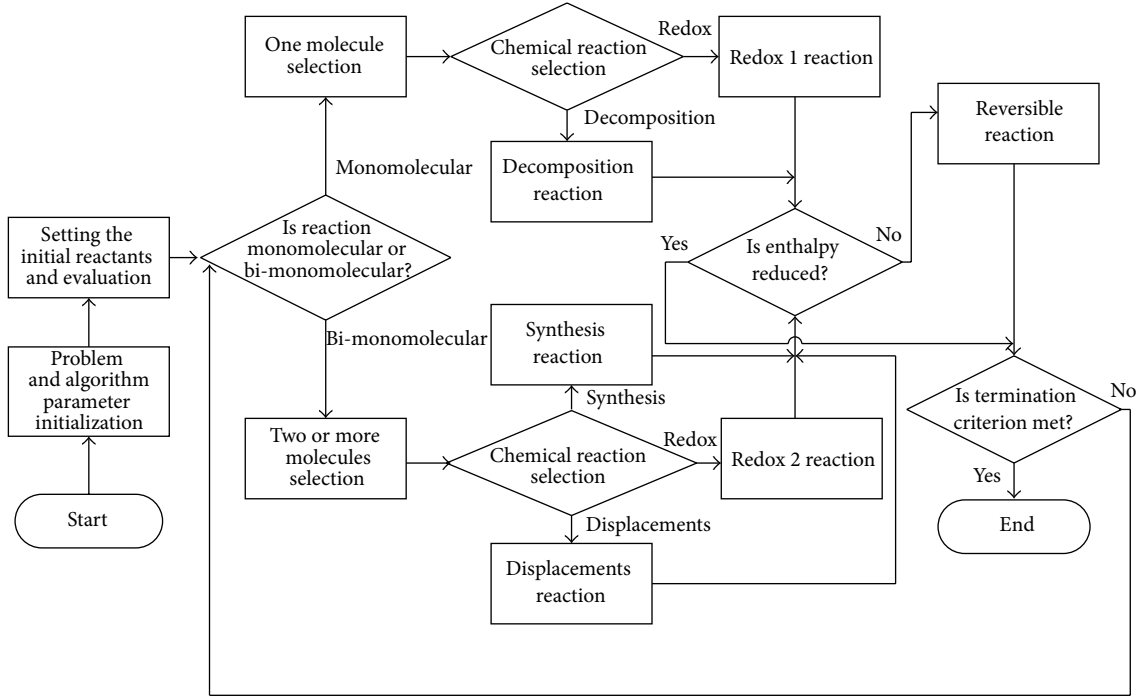 One molecule
selection
Chemical reaction
selection
Redox
Redox 1 reaction
Decomposition
Decomposition
reaction
Reversible
reaction
Monomolecular
Setting the
initial reactants
and evaluation
Is reaction
monomolecular or
bi-monomolecular?
Yes
Is enthalpy
reduced?
No
Bi-monomolecular
Synthesis
reaction
Synthesis
Problem
and algorithm
parameter
initialization
Is termination
criterion met?
No
Two or more
molecules
selection
Chemical reaction
selection
Redox
Redox 2 reaction
Yes
Start
End
Displacements
Displacements
reaction